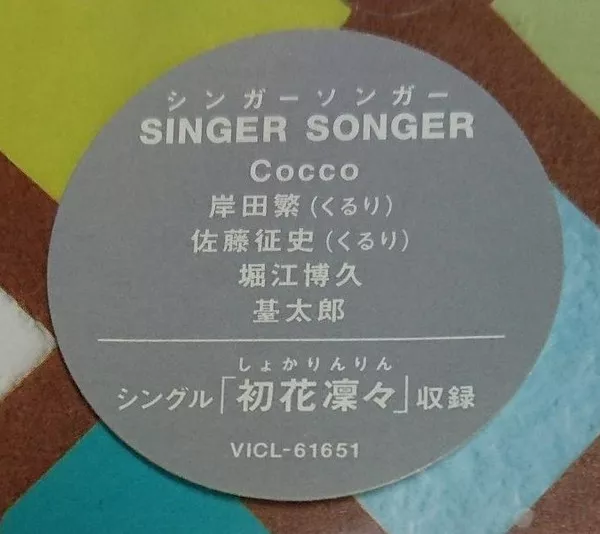 シンガーソンガー
SINGER SONGER
Cocco
岸田繁（くるり）
佐藤征史（くるり）
堀江博久
䑓太郎
しょかりんりん
シングル「初花凜々」収録
VICL-61651